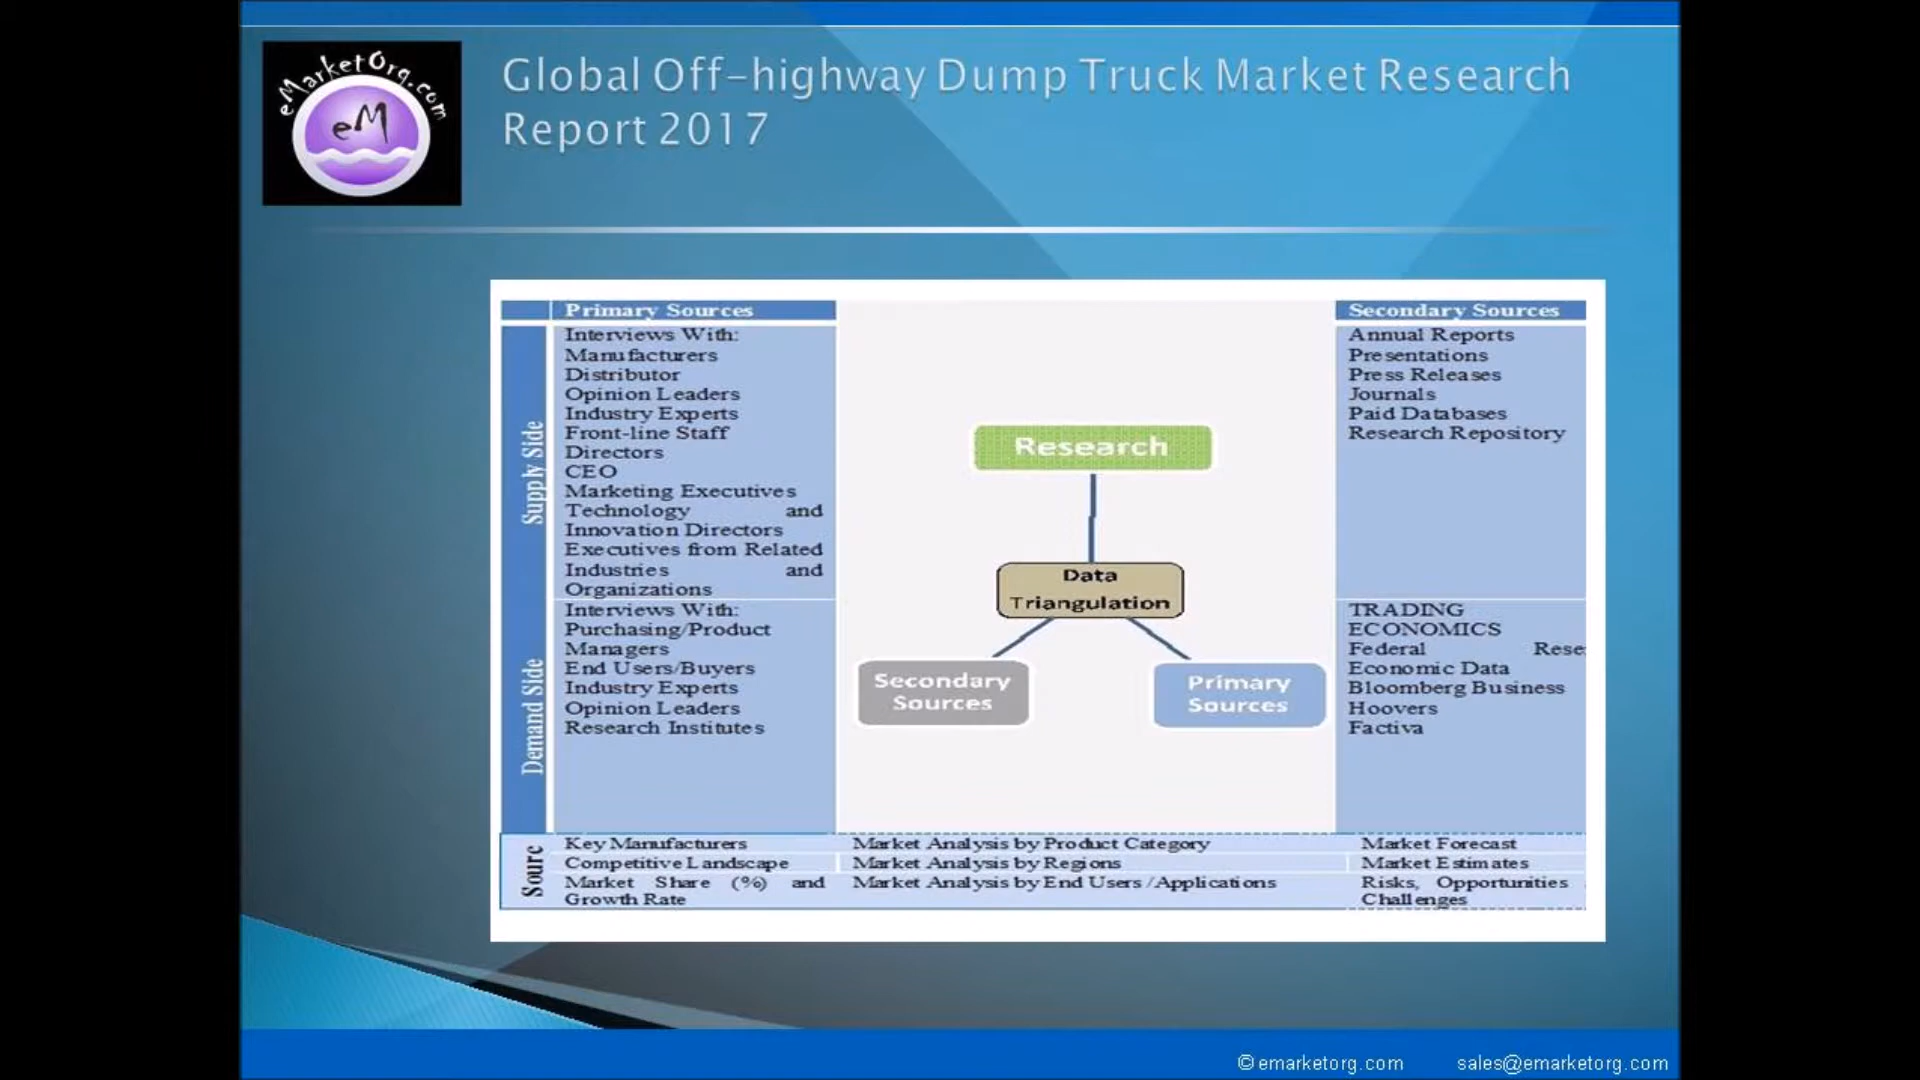 eMarketOrg.com
eM
Global Off-highway Dump Truck Market Research
Report 2017
Primary Sources
Supply Side
Interviews With:
Manufacturers
Distributor
Opinion Leaders
Industry Experts
Front-line Staff
Directors
CEO
Marketing Executives
Technology and
Innovation Directors
Executives from Related
Industries and
Organizations
Demand Side
Interviews With:
Purchasing/Product
Managers
End Users/Buyers
Industry Experts
Opinion Leaders
Research Institutes
Research
Data
Triangulation
Secondary
Sources
Primary
Sources
Secondary Sources
Annual Reports
Presentations
Press Releases
Journals
Paid Databases
Research Repository
TRADING
ECONOMICS
Federal Rese
Economic Data
Bloomberg Business
Hoovers
Factiva
Sourc
Key Manufacturers
Competitive Landscape
Market Share (%) and
Growth Rate
Market Analysis by Product Category
Market Analysis by Regions
Market Analysis by End Users /Applications
Market Forecast
Market Estimates
Risks, Opportunities
Challenges
© emarketorg.com sales@emarketorg.com